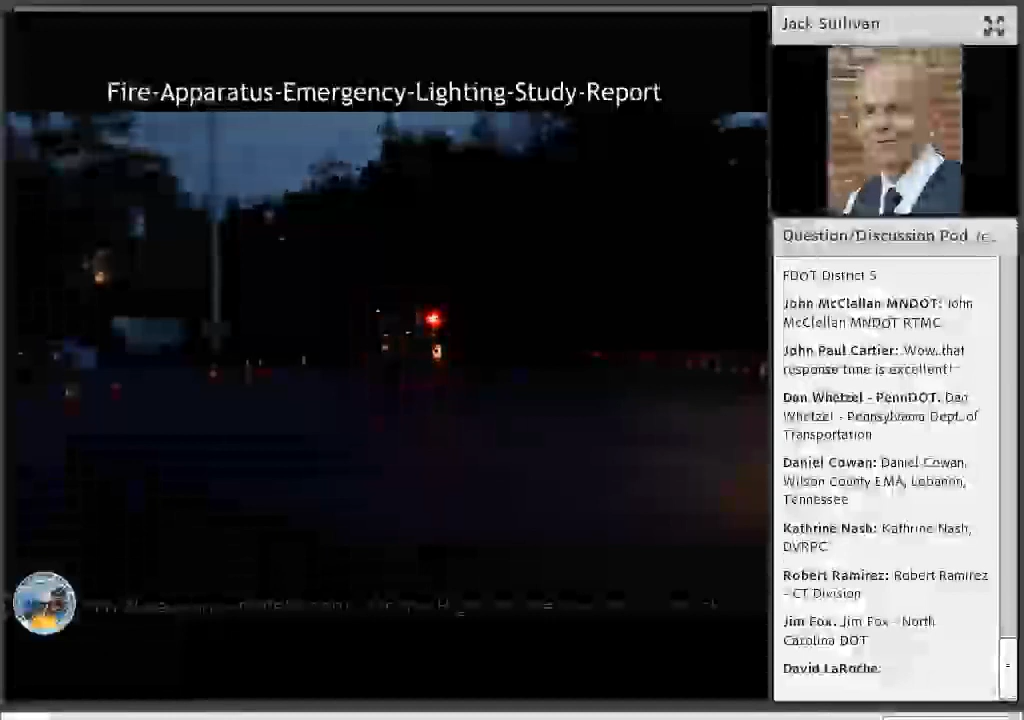 Fire-Apparatus-Emergency-Lighting-Study-Report
Jack Sullivan
Question/Discussion Pod
FDOT District 5
John McClellan MNDOT: John
McClellan MNDOT RTMC
John Paul Cartier: Wow..that
response time is excellent!
Dan Whetzel - PennDOT: Dan
Whetzel - Pennsylvania Dept. of
Transportation
Daniel Cowan: Daniel Cowan,
Wilson County EMA, Lebanon,
Tennessee
Kathrine Nash: Kathrine Nash,
DVRPC
Robert Ramirez: Robert Ramirez
- CT Division
Jim Fox: Jim Fox - North
Carolina DOT
David LaRoche: